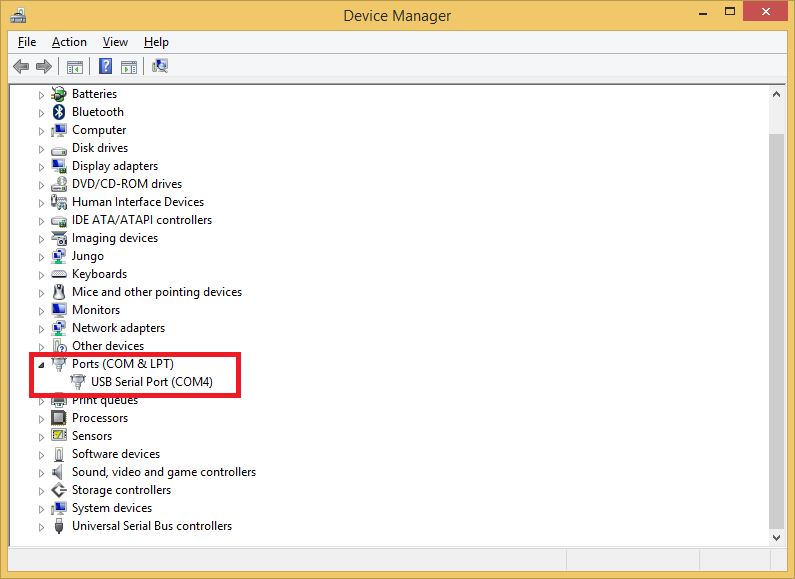 Device Manager
File Action View Help
Batteries
Bluetooth
Computer
Disk drives
Display adapters
DVD/CD-ROM drives
Human Interface Devices
IDE ATA/ATAPI controllers
Imaging devices
Jungo
Keyboards
Mice and other pointing devices
Monitors
Network adapters
Other devices
Ports (COM & LPT)
USB Serial Port (COM4)
Print queues
Processors
Sensors
Software devices
Sound, video and game controllers
Storage controllers
System devices
Universal Serial Bus controllers